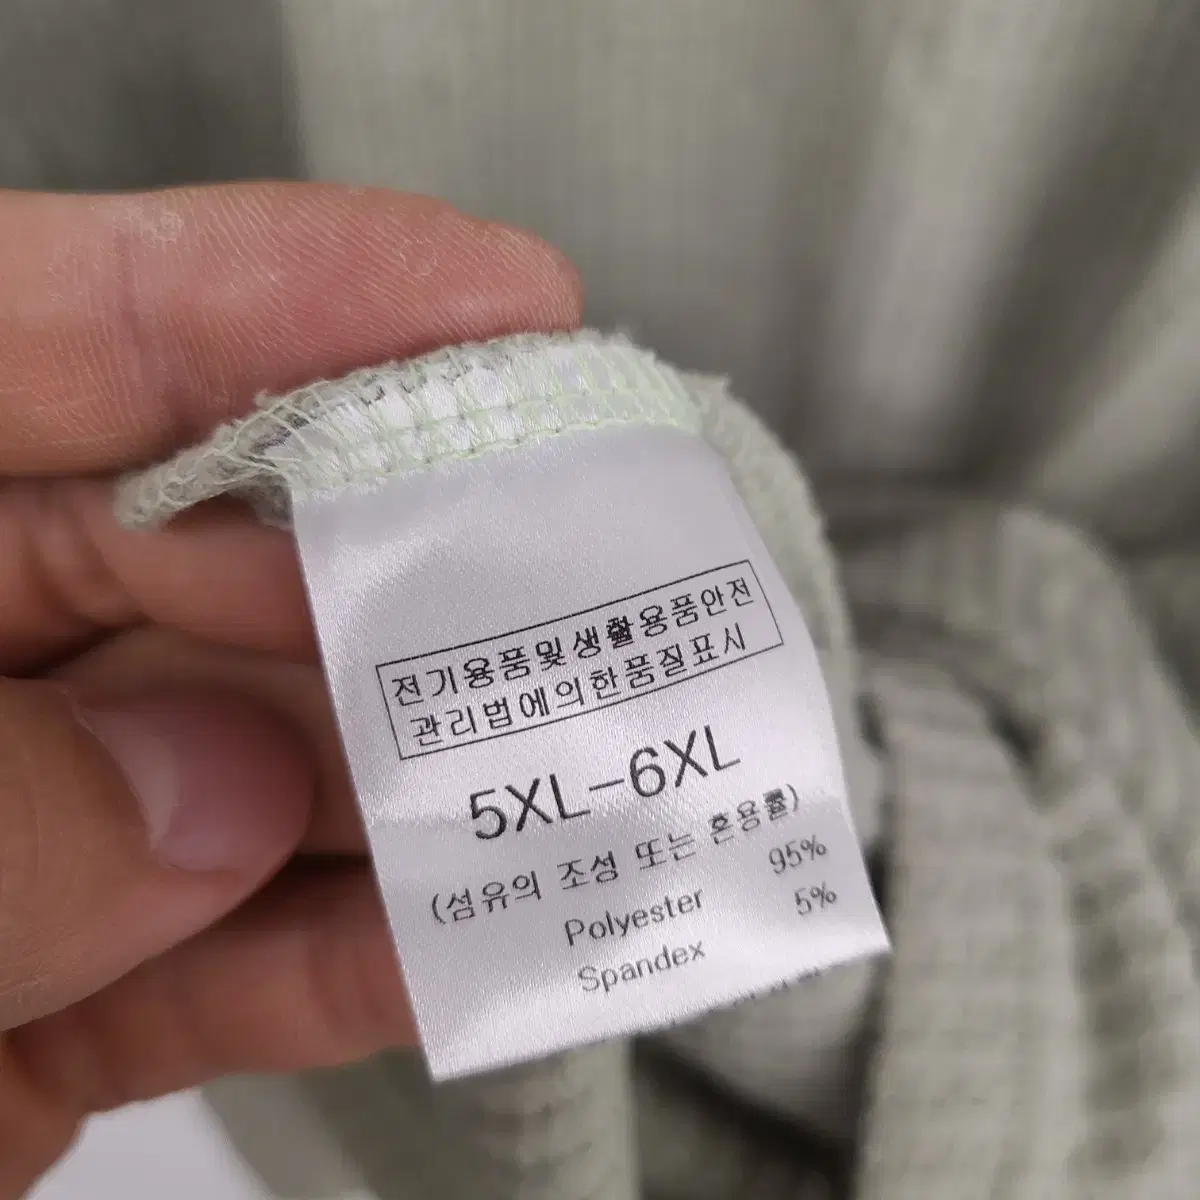 전기용품및생활용품안전
관리법에의한품질표시
5XL-6XL
(섬유의 조성 또는 혼용률)
Polyester 95%
Spandex 5%